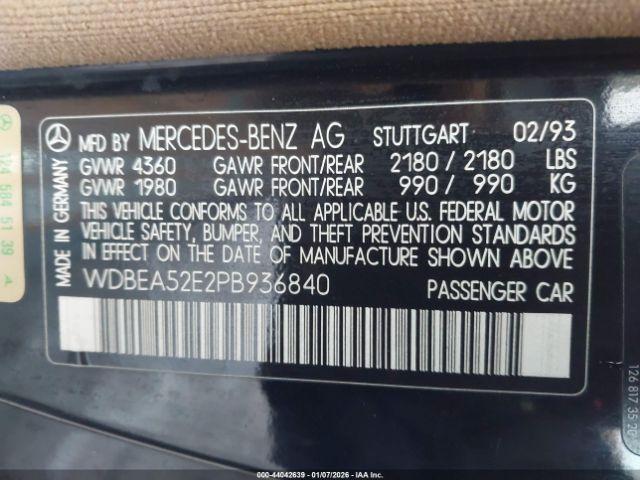 MADE IN GERMANY
MFD BY MERCEDES-BENZ AG STUTTGART 02/93
GVWR 4360 GAWR FRONT/REAR 2180 / 2180 LBS
GVWR 1980 GAWR FRONT/REAR 990 / 990 KG
THIS VEHICLE CONFORMS TO ALL APPLICABLE U.S. FEDERAL MOTOR
VEHICLE SAFETY, BUMPER, AND THEFT PREVENTION STANDARDS
IN EFFECT ON THE DATE OF MANUFACTURE SHOWN ABOVE
WDBEA52E2PB936840 PASSENGER CAR
124 584 51 39
126 817 35 20
000-44042639 | 01/07/2026 | IAAI.COM